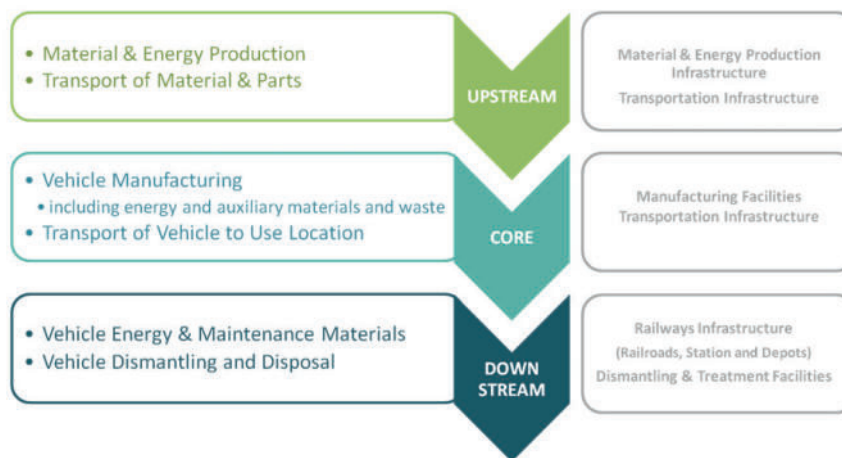 • Material & Energy Production
• Transport of Material & Parts
UPSTREAM
Material & Energy Production
Infrastructure
Transportation Infrastructure
• Vehicle Manufacturing
• including energy and auxiliary materials and waste
• Transport of Vehicle to Use Location
CORE
Manufacturing Facilities
Transportation Infrastructure
• Vehicle Energy & Maintenance Materials
• Vehicle Dismantling and Disposal
DOWN
STREAM
Railways Infrastructure
(Railroads, Station and Depots)
Dismantling & Treatment Facilities